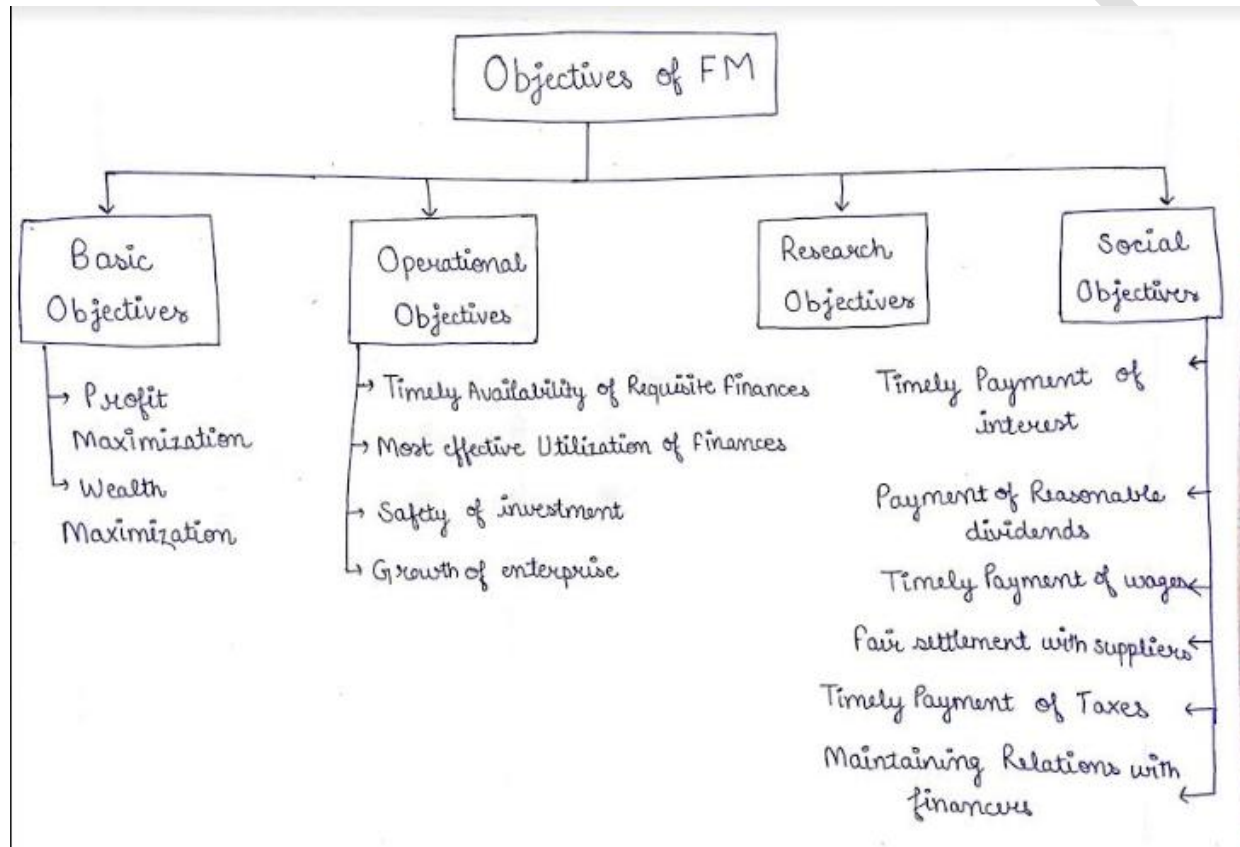 Objectives of FM
Basic
Objectives
Operational
Objectives
Research
Objectives
Social
Objectives
Profit
Maximization
Wealth
Maximization
Timely Availability of Requisite Finances
Most effective Utilization of Finances
Safety of investment
Growth of enterprise
Timely Payment of
interest
Payment of Reasonable
dividends
Timely Payment of wages
Fair settlement with suppliers
Timely Payment of Taxes
Maintaining Relations with
financers